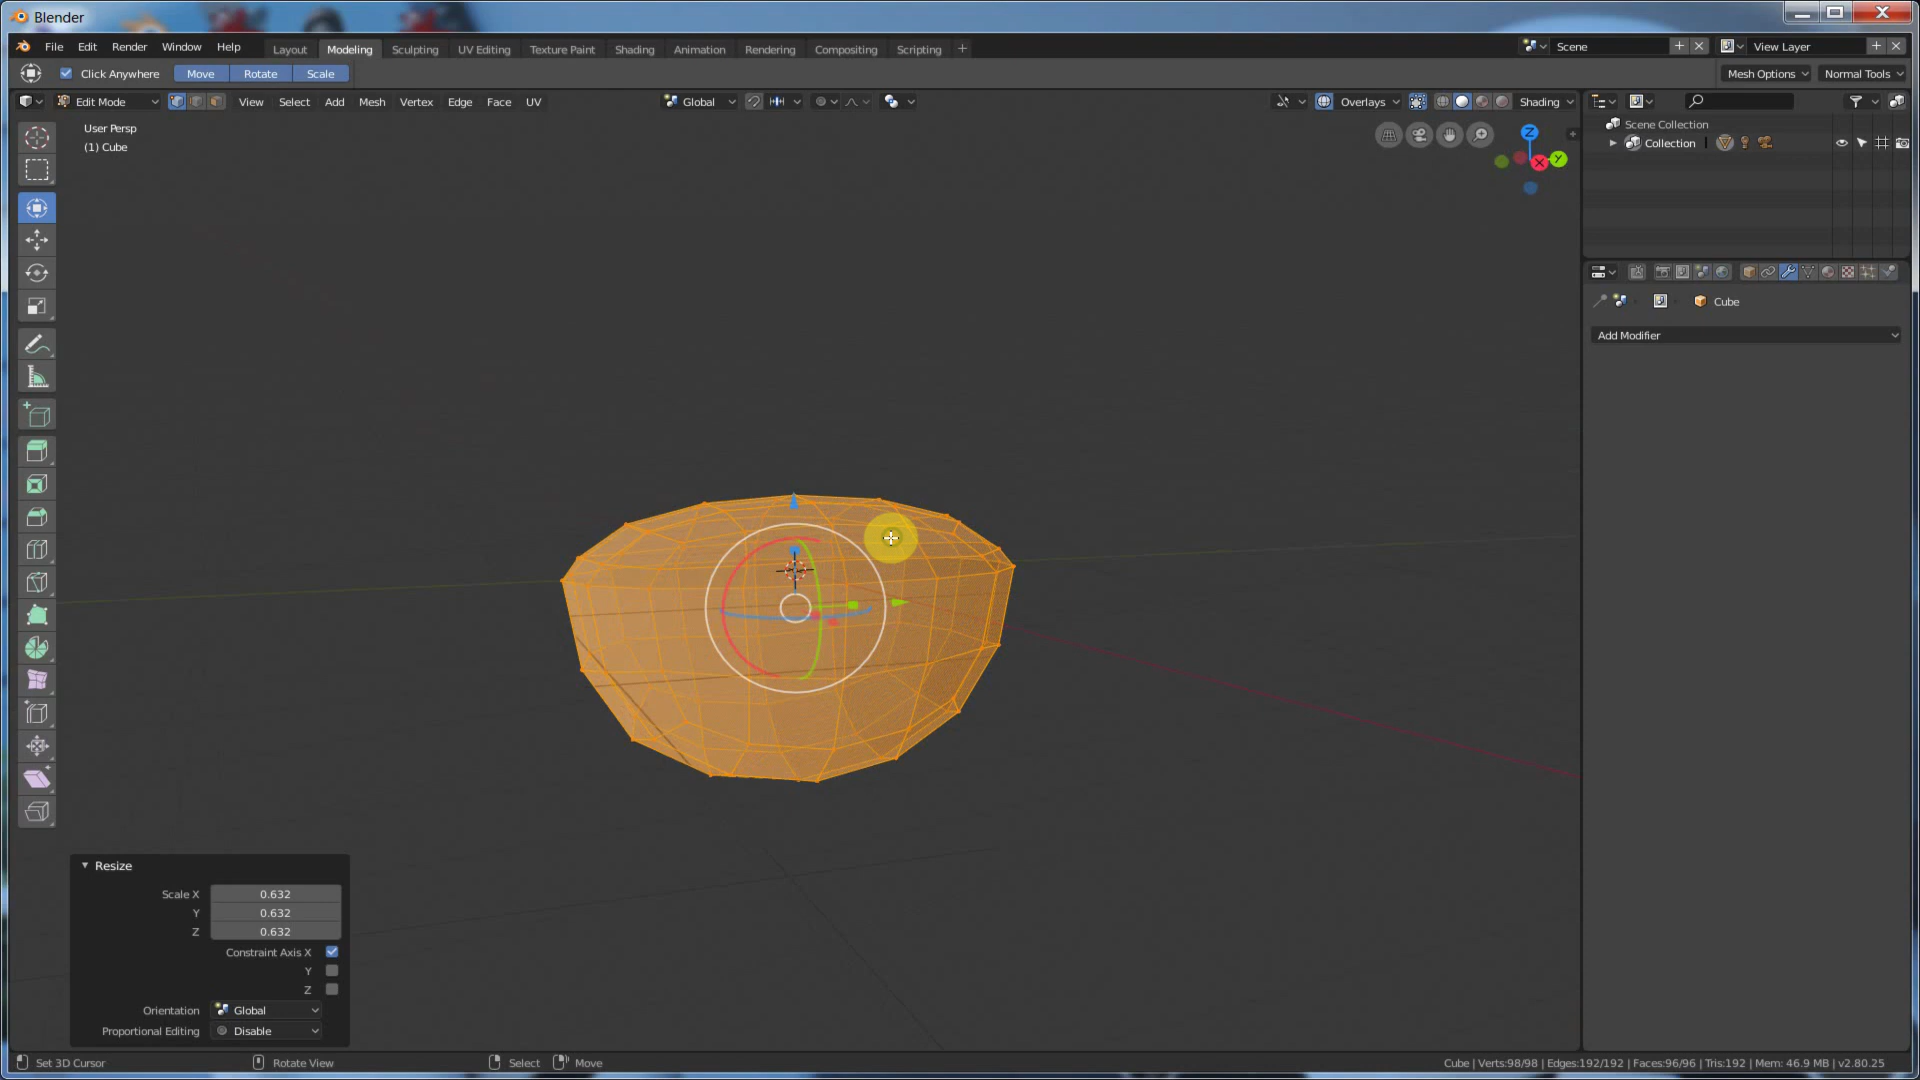 Blender
File Edit Render Window Help Layout Modeling Sculpting UV Editing Texture Paint Shading Animation Rendering Compositing Scripting Scene View Layer
Click Anywhere Move Rotate Scale Mesh Options Normal Tools
Edit Mode View Select Add Mesh Vertex Edge Face UV Global Overlays Shading
User Persp
(1) Cube
Z
X
Y
Scene Collection
Collection
Cube
Add Modifier
Resize
Scale X 0.632
Y 0.632
Z 0.632
Constraint Axis X
Y
Z
Orientation Global
Proportional Editing Disable
Set 3D Cursor Rotate View Select Move Cube | Verts:98/98 | Edges:192/192 | Faces:96/96 | Tris:192 | Mem: 46.9 MB | v2.80.25